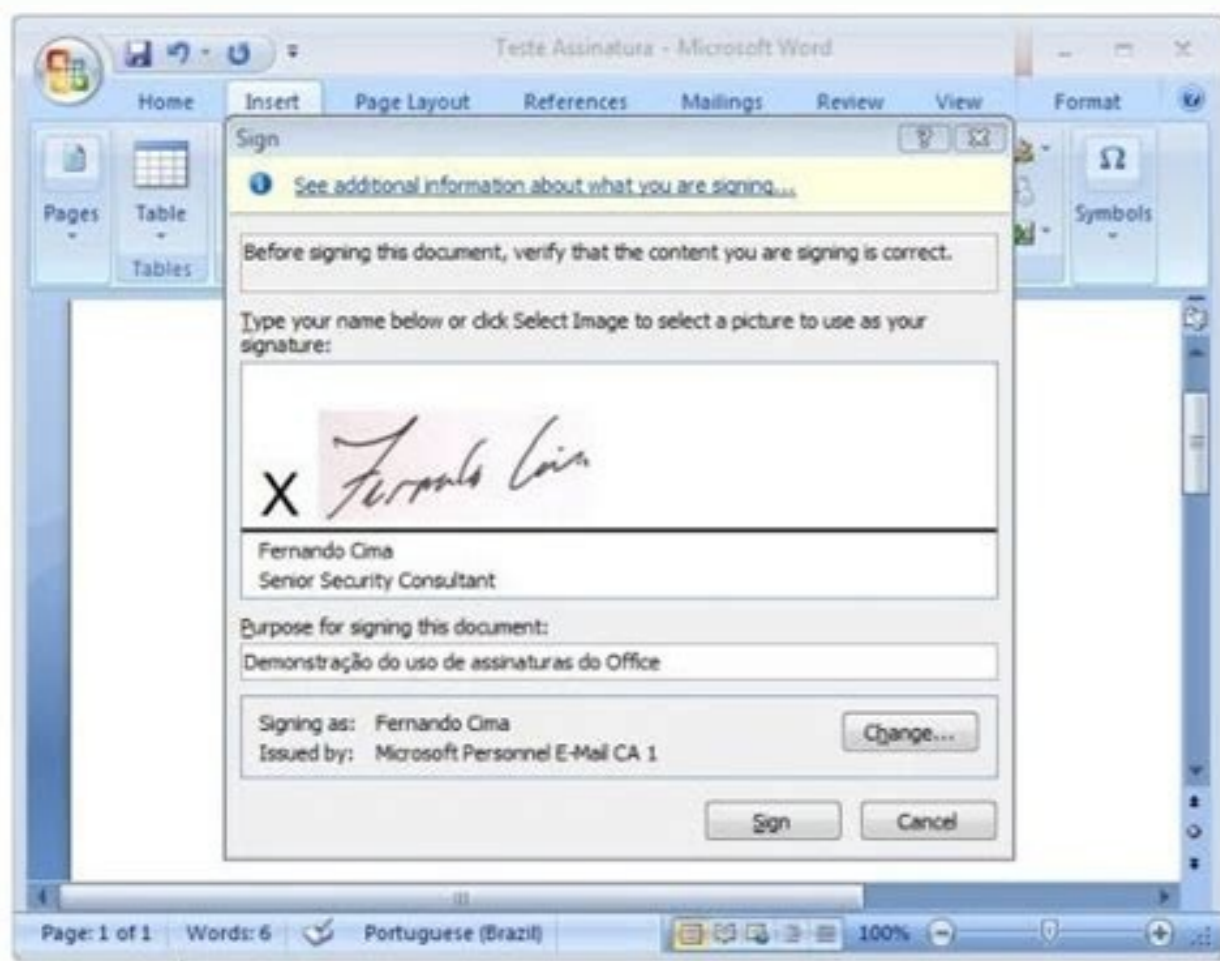 Teste Assinatura - Microsoft Word
Home Insert Page Layout References Mailings Review View Format
Pages
Table
Tables
Ω
Symbols
Sign
See additional information about what you are signing...
Before signing this document, verify that the content you are signing is correct.
Type your name below or click Select Image to select a picture to use as your
signature:
X Fernando Cima
Fernando Cima
Senior Security Consultant
Purpose for signing this document:
Demonstração do uso de assinaturas do Office
Signing as: Fernando Cima
Issued by: Microsoft Personnel E-Mail CA 1
Change...
Sign Cancel
Page: 1 of 1 Words: 6 Portuguese (Brazil) 100%